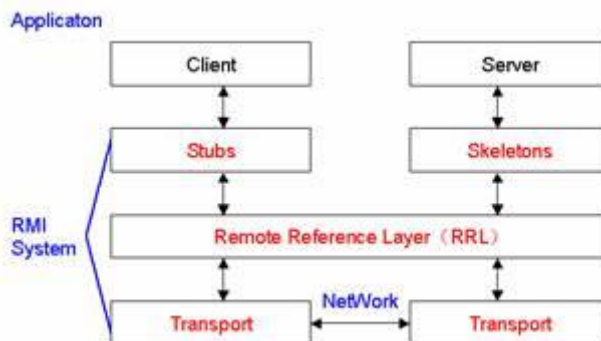 Applicaton
Client
Server
Stubs
Skeletons
RMI
System
Remote Reference Layer（RRL）
NetWork
Transport
Transport